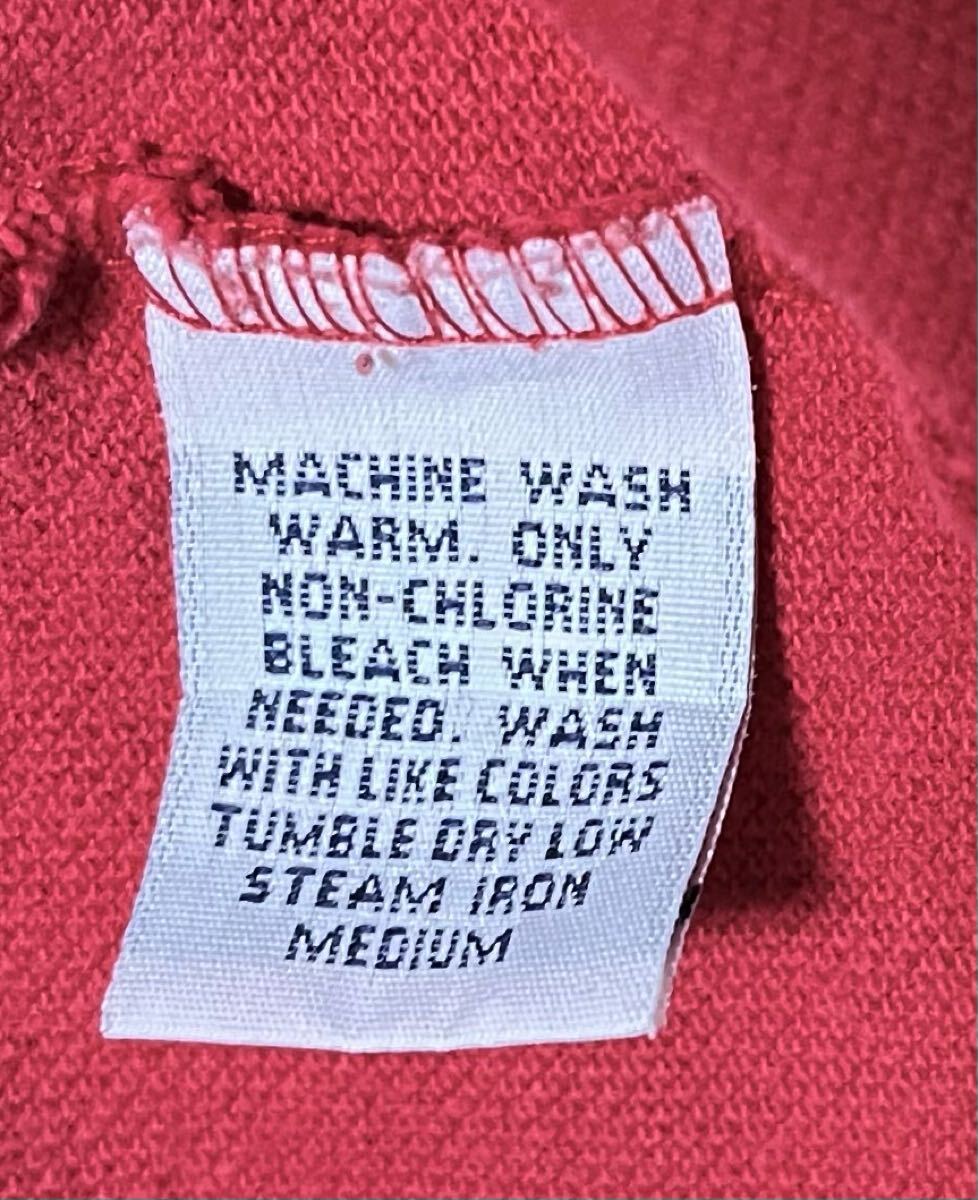 MACHINE WASH
WARM. ONLY
NON-CHLORINE
BLEACH WHEN
NEEDED. WASH
WITH LIKE COLORS
TUMBLE DRY LOW
STEAM IRON
MEDIUM